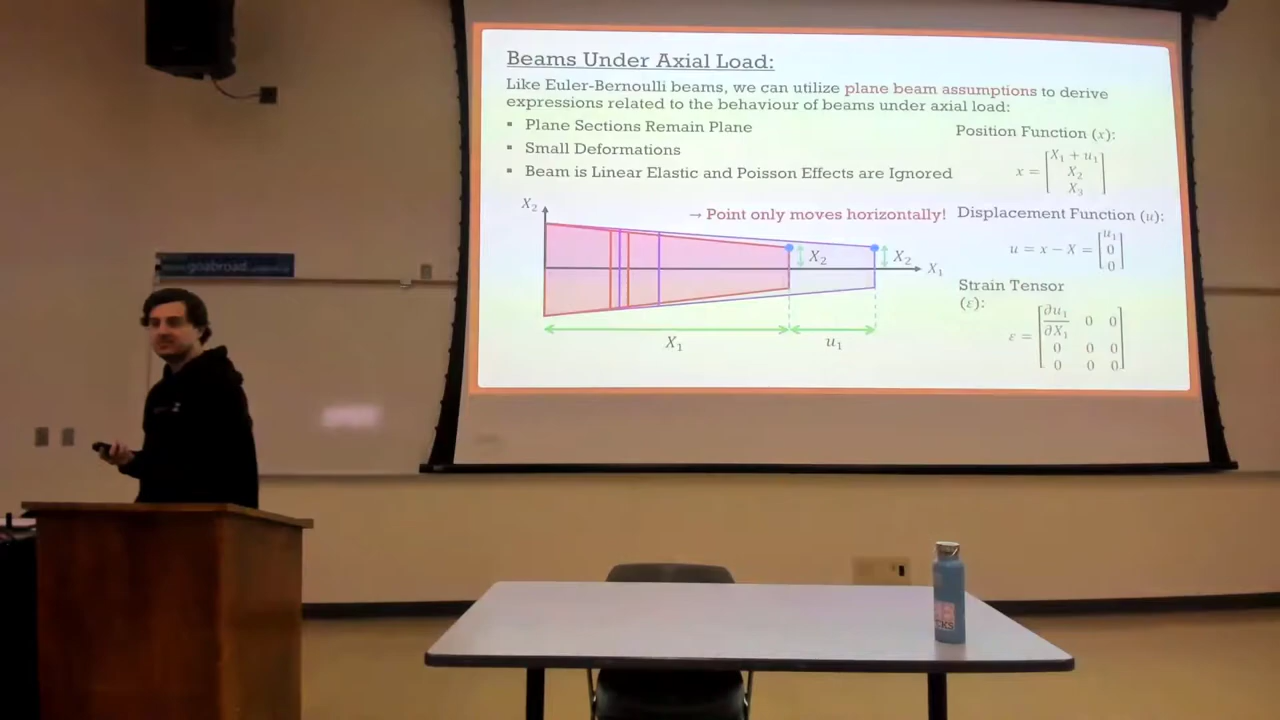 Beams Under Axial Load:
Like Euler-Bernoulli beams, we can utilize plane beam assumptions to derive
expressions related to the behaviour of beams under axial load:
▪ Plane Sections Remain Plane
▪ Small Deformations
▪ Beam is Linear Elastic and Poisson Effects are Ignored
Position Function (x):
x = [X₁ + u₁
X₂
X₃]
→ Point only moves horizontally!
X₂
X₂
X₂
X₁
X₁
u₁
Displacement Function (u):
u = x − X = [u₁
0
0]
Strain Tensor
(ε):
ε = [∂u₁/∂X₁ 0 0
0 0 0
0 0 0]
goabroad